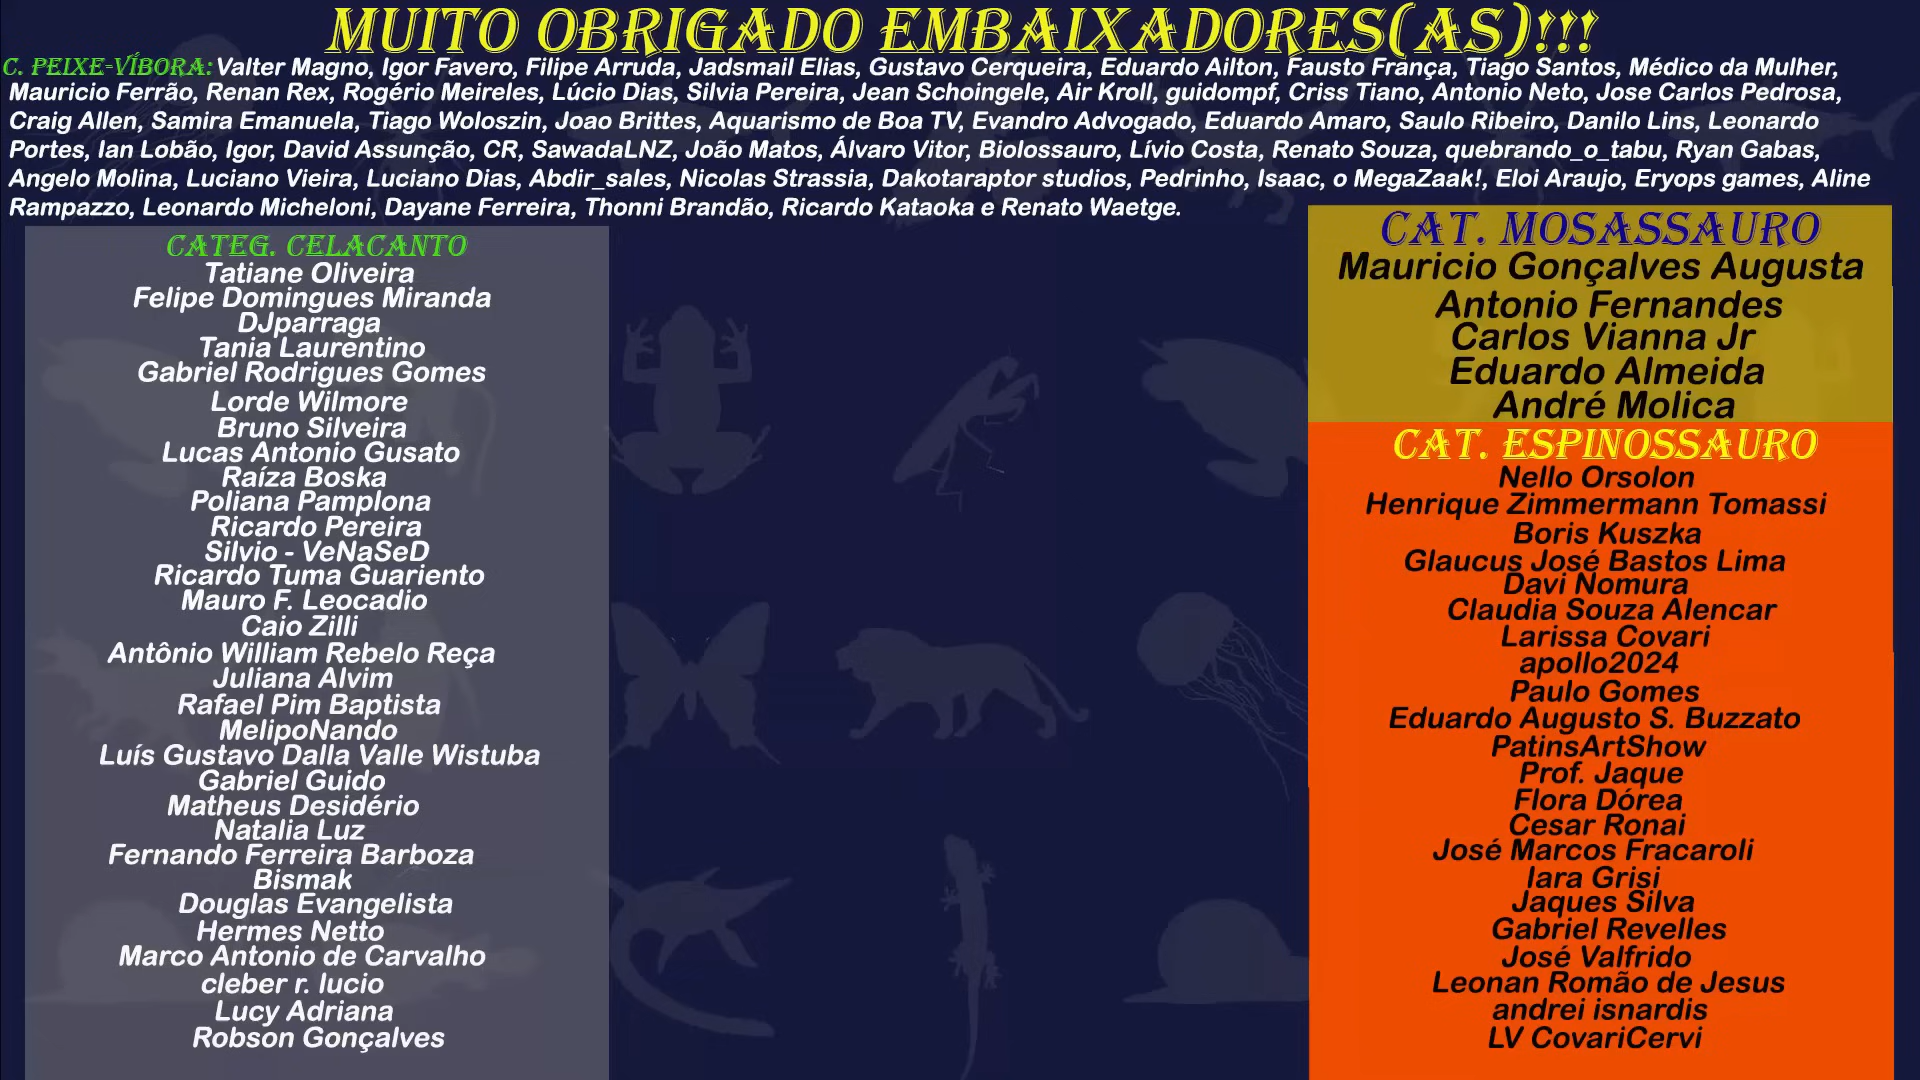 MUITO OBRIGADO EMBAIXADORES(AS)!!!
C. PEIXE-VÍBORA: Valter Magno, Igor Favero, Filipe Arruda, Jadsmail Elias, Gustavo Cerqueira, Eduardo Ailton, Fausto França, Tiago Santos, Médico da Mulher,
Mauricio Ferrão, Renan Rex, Rogério Meireles, Lúcio Dias, Silvia Pereira, Jean Schoingele, Air Kroll, guidompf, Criss Tiano, Antonio Neto, Jose Carlos Pedrosa,
Craig Allen, Samira Emanuela, Tiago Woloszin, Joao Brittes, Aquarismo de Boa TV, Evandro Advogado, Eduardo Amaro, Saulo Ribeiro, Danilo Lins, Leonardo
Portes, Ian Lobão, Igor, David Assunção, CR, SawadaLNZ, João Matos, Álvaro Vitor, Biolossauro, Lívio Costa, Renato Souza, quebrando_o_tabu, Ryan Gabas,
Angelo Molina, Luciano Vieira, Luciano Dias, Abdir_sales, Nicolas Strassia, Dakotaraptor studios, Pedrinho, Isaac, o MegaZaak!, Eloi Araujo, Eryops games, Aline
Rampazzo, Leonardo Micheloni, Dayane Ferreira, Thonni Brandão, Ricardo Kataoka e Renato Waetge.
CATEG. CELACANTO
Tatiane Oliveira
Felipe Domingues Miranda
DJparraga
Tania Laurentino
Gabriel Rodrigues Gomes
Lorde Wilmore
Bruno Silveira
Lucas Antonio Gusato
Raíza Boska
Poliana Pamplona
Ricardo Pereira
Silvio - VeNaSeD
Ricardo Tuma Guariento
Mauro F. Leocadio
Caio Zilli
Antônio William Rebelo Reça
Juliana Alvim
Rafael Pim Baptista
MelipoNando
Luís Gustavo Dalla Valle Wistuba
Gabriel Guido
Matheus Desidério
Natalia Luz
Fernando Ferreira Barboza
Bismak
Douglas Evangelista
Hermes Netto
Marco Antonio de Carvalho
cleber r. lucio
Lucy Adriana
Robson Gonçalves
CAT. MOSASSAURO
Mauricio Gonçalves Augusta
Antonio Fernandes
Carlos Vianna Jr
Eduardo Almeida
André Molica
CAT. ESPINOSSAURO
Nello Orsolon
Henrique Zimmermann Tomassi
Boris Kuszka
Glaucus José Bastos Lima
Davi Nomura
Claudia Souza Alencar
Larissa Covari
apollo2024
Paulo Gomes
Eduardo Augusto S. Buzzato
PatinsArtShow
Prof. Jaque
Flora Dórea
Cesar Ronai
José Marcos Fracaroli
Iara Grisi
Jaques Silva
Gabriel Revelles
José Valfrido
Leonan Romão de Jesus
andrei isnardis
LV CovariCervi